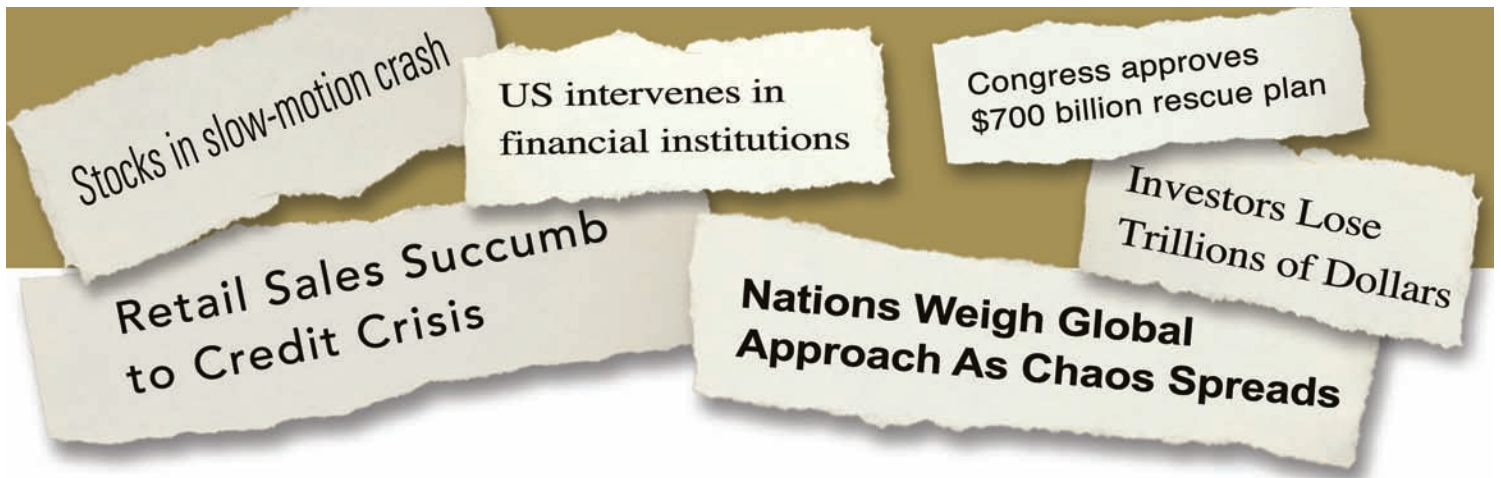 Stocks in slow-motion crash
US intervenes in
financial institutions
Congress approves
$700 billion rescue plan
Investors Lose
Trillions of Dollars
Retail Sales Succumb
to Credit Crisis
Nations Weigh Global
Approach As Chaos Spreads